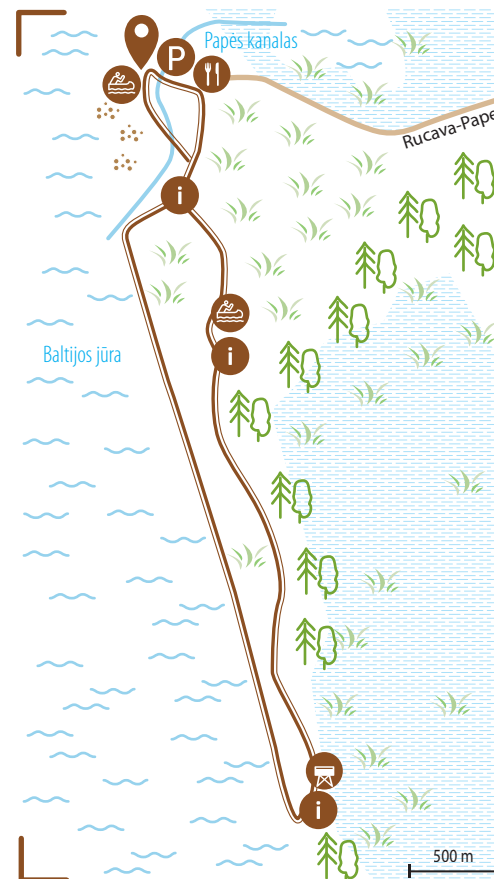 Papės kanalas
P
Rucava-Pape
i
Baltijos jūra
i
i
500 m